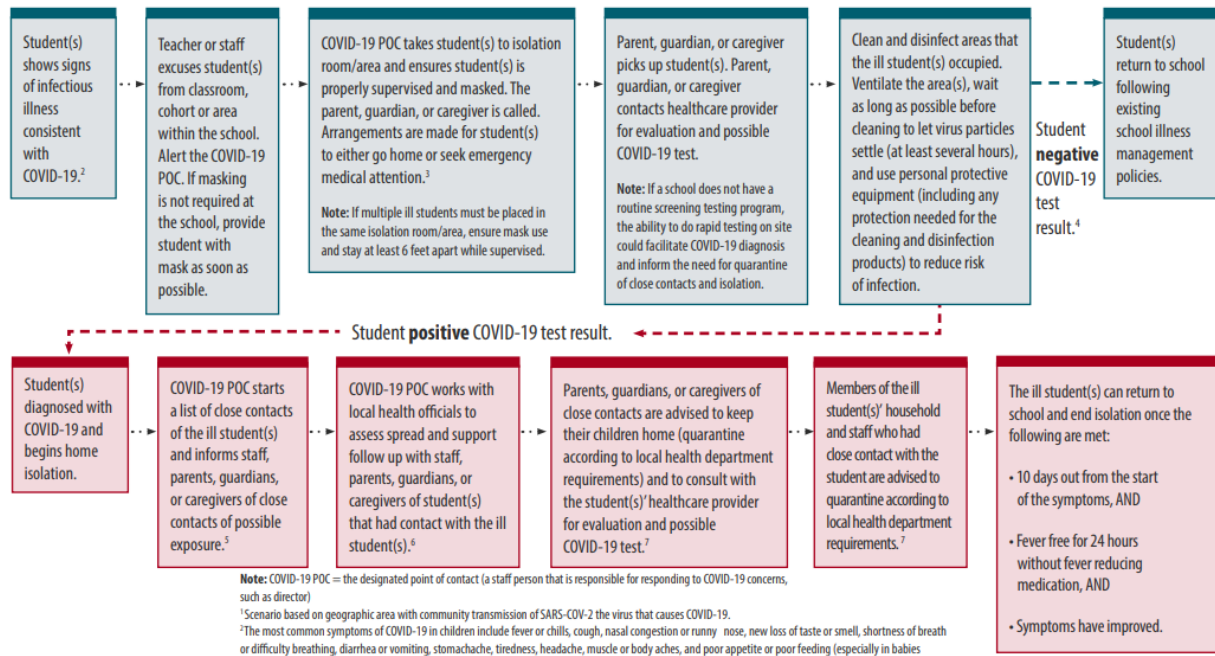 Student(s)
shows signs
of infectious
illness
consistent
with
COVID-19.²
Teacher or staff
excuses student(s)
from classroom,
cohort or area
within the school.
Alert the COVID-19
POC. If masking
is not required
at the school,
provide student with
mask as soon as
possible.
COVID-19 POC takes student(s) to isolation
room/area and ensures student(s) is
properly supervised and masked. The
parent, guardian, or caregiver is called.
Arrangements are made for student(s)
to either go home or seek emergency
medical attention.³
Note: If multiple ill students must be placed in
the same isolation room/area, ensure mask use
and stay at least 6 feet apart while supervised.
Parent, guardian, or caregiver
picks up student(s). Parent,
guardian, or caregiver
contacts healthcare provider
for evaluation and possible
COVID-19 test.
Note: If a school does not have a
routine screening testing program,
the ability to do rapid testing on site
could facilitate COVID-19 diagnosis
and inform the need for quarantine
of close contacts and isolation.
Clean and disinfect areas that
the ill student(s) occupied.
Ventilate the area(s), wait
as long as possible before
cleaning to let virus particles
settle (at least several hours),
and use personal protective
equipment (including any
protection needed for the
cleaning and disinfection
products) to reduce risk
of infection.
Student
negative
COVID-19
test
result.⁴
Student(s)
return to school
following
existing
school illness
management
policies.
Student positive COVID-19 test result.
Student(s)
diagnosed with
COVID-19 and
begins home
isolation.
COVID-19 POC starts
a list of close contacts
of the ill student(s)
and informs staff,
parents, guardians,
or caregivers of close
contacts of possible
exposure.⁵
COVID-19 POC works with
local health officials to
assess spread and support
follow up with staff,
parents, guardians, or
caregivers of student(s)
that had contact with the ill
student(s).⁶
Parents, guardians, or caregivers of
close contacts are advised to keep
their children home (quarantine
according to local health department
requirements) and to consult with
the student(s)' healthcare provider
for evaluation and possible
COVID-19 test.⁷
Members of the ill
student(s)' household
and staff who had
close contact with the
student are advised to
quarantine according to
local health department
requirements. ⁷
The ill student(s) can return to
school and end isolation once the
following are met:
• 10 days out from the start
of the symptoms, AND
• Fever free for 24 hours
without fever reducing
medication, AND
• Symptoms have improved.
Note: COVID-19 POC = the designated point of contact (a staff person that is responsible for responding to COVID-19 concerns,
such as director)
¹Scenario based on geographic area with community transmission of SARS-COV-2 the virus that causes COVID-19.
²The most common symptoms of COVID-19 in children include fever or chills, cough, nasal congestion or runny nose, new loss of taste or smell, shortness of breath
or difficulty breathing, diarrhea or vomiting, stomachache, tiredness, headache, muscle or body aches, and poor appetite or poor feeding (especially in babies